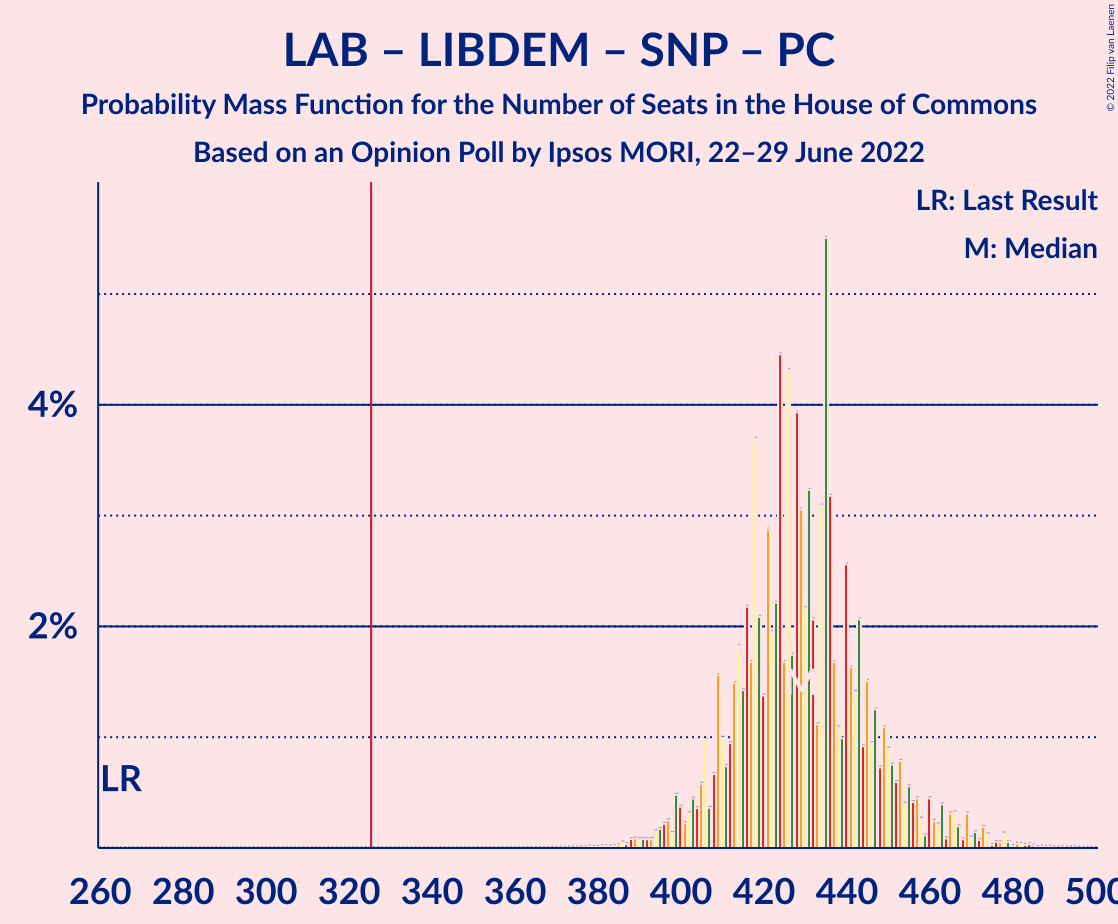 LAB – LIBDEM – SNP – PC
Probability Mass Function for the Number of Seats in the House of Commons
Based on an Opinion Poll by Ipsos MORI, 22–29 June 2022
© 2022 Filip van Laenen
LR: Last Result
M: Median
4%
2%
LR
260 280 300 320 340 360 380 400 420 440 460 480 500